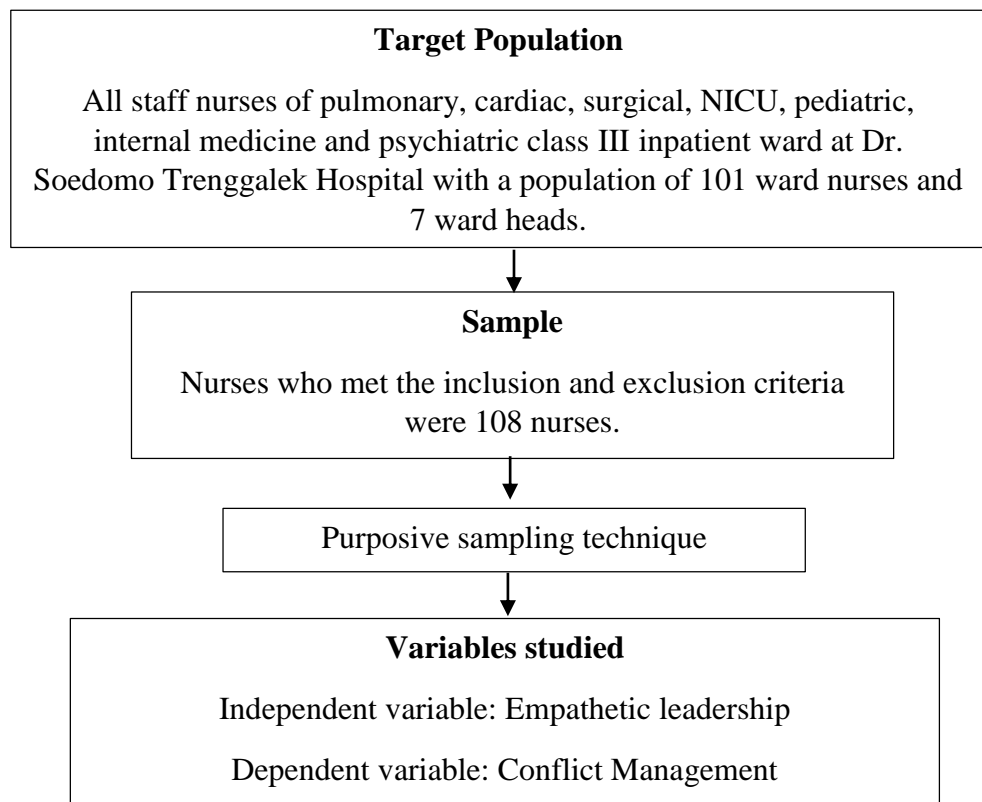 Target Population
All staff nurses of pulmonary, cardiac, surgical, NICU, pediatric,
internal medicine and psychiatric class III inpatient ward at Dr.
Soedomo Trenggalek Hospital with a population of 101 ward nurses and
7 ward heads.
Sample
Nurses who met the inclusion and exclusion criteria
were 108 nurses.
Purposive sampling technique
Variables studied
Independent variable: Empathetic leadership
Dependent variable: Conflict Management